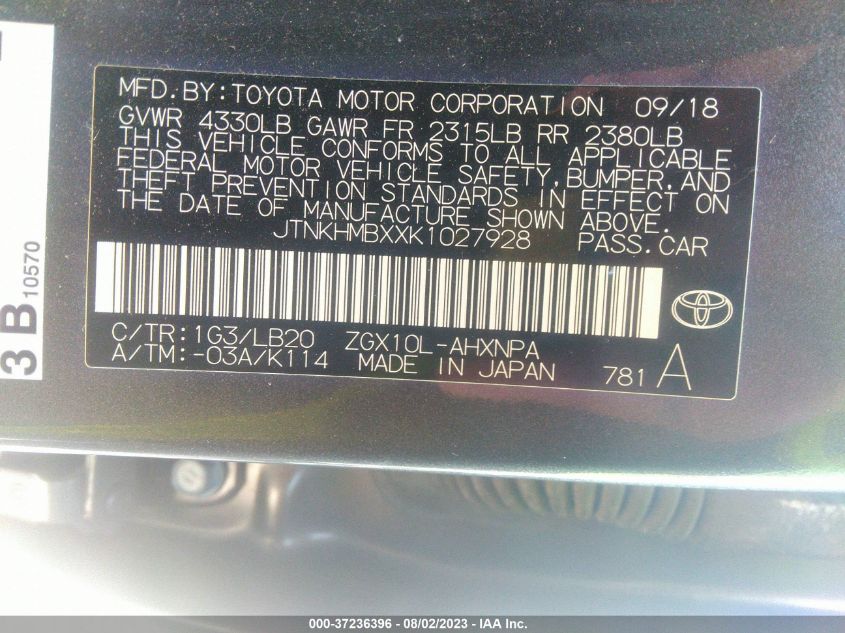 MFD.BY:TOYOTA MOTOR CORPORATION 09/18
GVWR 4330LB GAWR FR 2315LB RR 2380LB
THIS VEHICLE CONFORMS TO ALL APPLICABLE
FEDERAL MOTOR VEHICLE SAFETY,BUMPER,AND
THEFT PREVENTION STANDARDS IN EFFECT ON
THE DATE OF MANUFACTURE SHOWN ABOVE.
JTNKHMBXXK1027928 PASS.CAR
C/TR:1G3/LB20 ZGX10L-AHXNPA
A/TM:-03A/K114 MADE IN JAPAN 781 A
3 B 10570
000-37236396 - 08/02/2023 - IAA Inc.